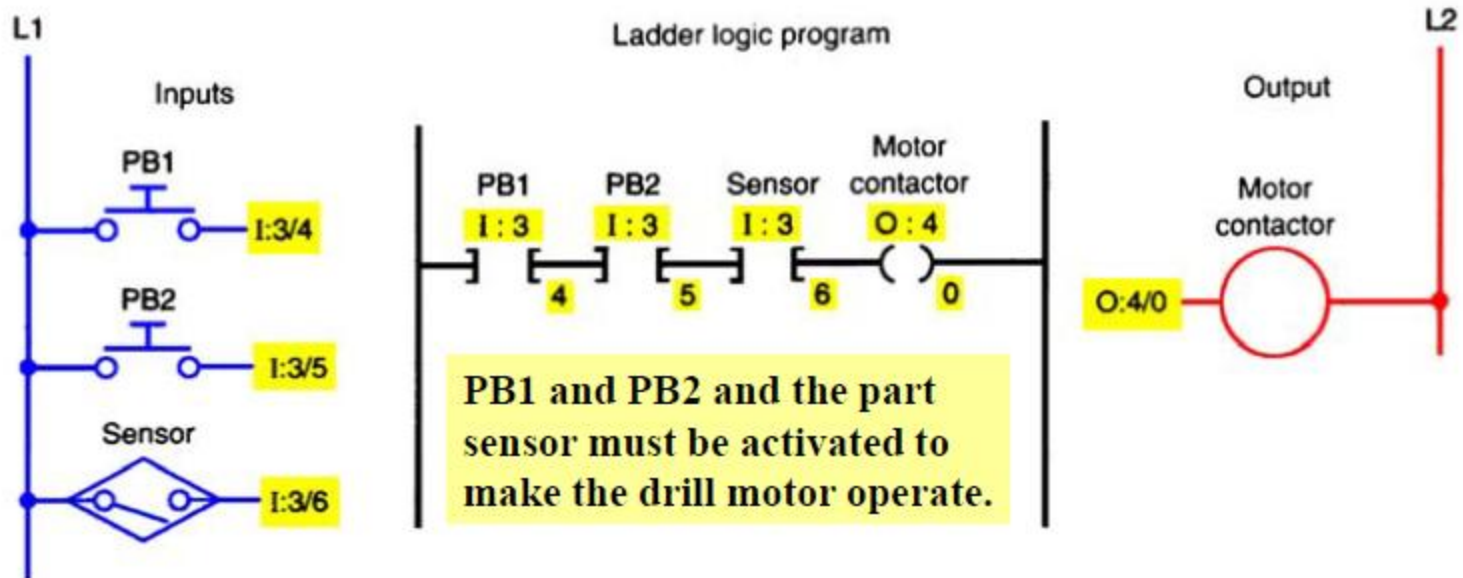 L1
Ladder logic program
L2
Inputs
Output
PB1
I:3/4
PB2
I:3/5
Sensor
I:3/6
PB1 PB2 Sensor Motor contactor
I : 3 I : 3 I : 3 O : 4
4 5 6 0
PB1 and PB2 and the part
sensor must be activated to
make the drill motor operate.
Motor
contactor
O:4/0